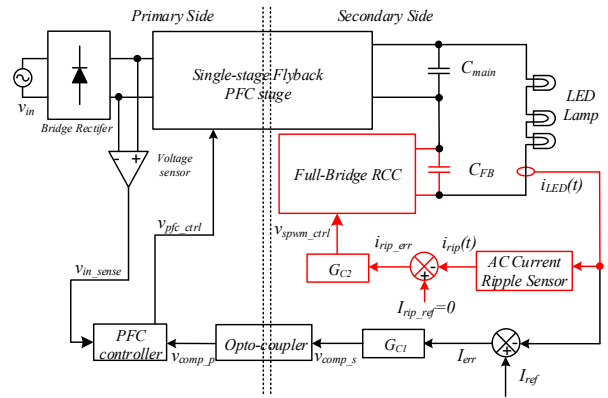 Primary Side
Secondary Side
v_in
Bridge Rectifer
Single-stage Flyback
PFC stage
C_main
LED
Lamp
- +
Voltage
sensor
Full-Bridge RCC
C_FB
i_LED(t)
v_pfc_ctrl
v_spwm_ctrl
v_in_sense
i_rip_err
i_rip(t)
G_C2
-
+
AC Current
Ripple Sensor
I_rip_ref=0
PFC
controller
v_comp_p
Opto-coupler
v_comp_s
G_C1
I_err
-
+
I_ref